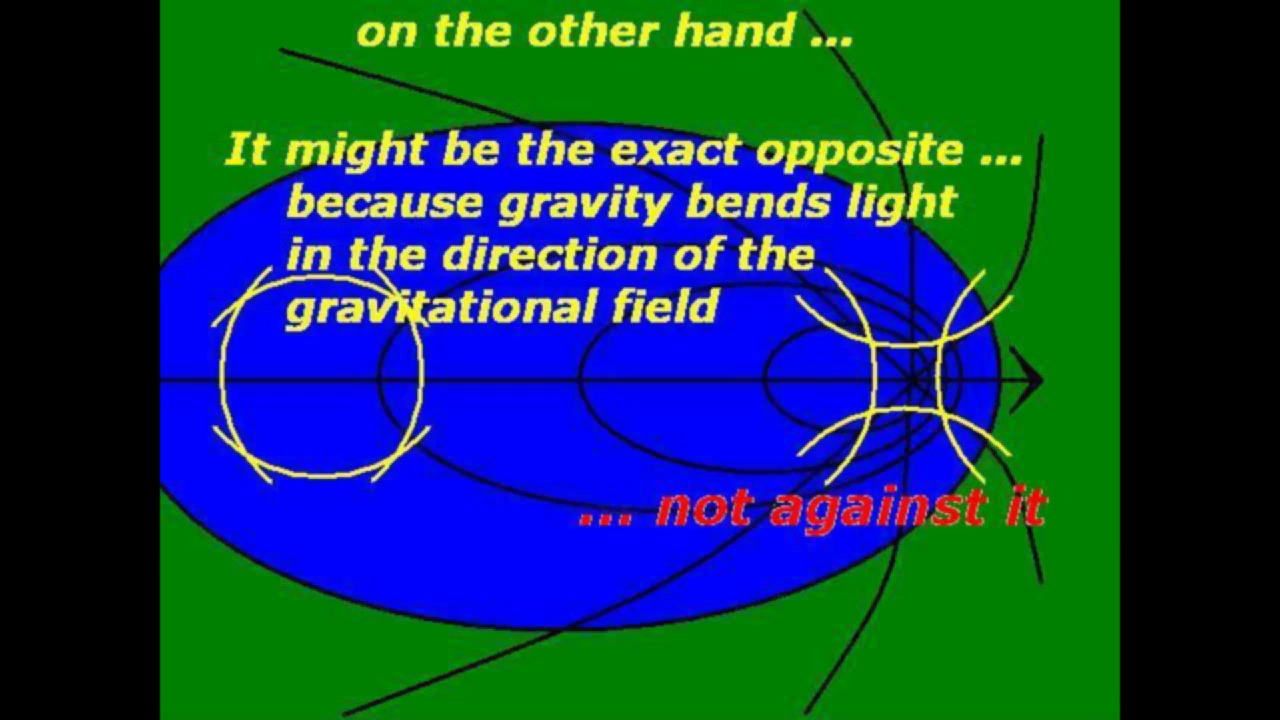 on the other hand ...
It might be the exact opposite ...
because gravity bends light
in the direction of the
gravitational field
... not against it